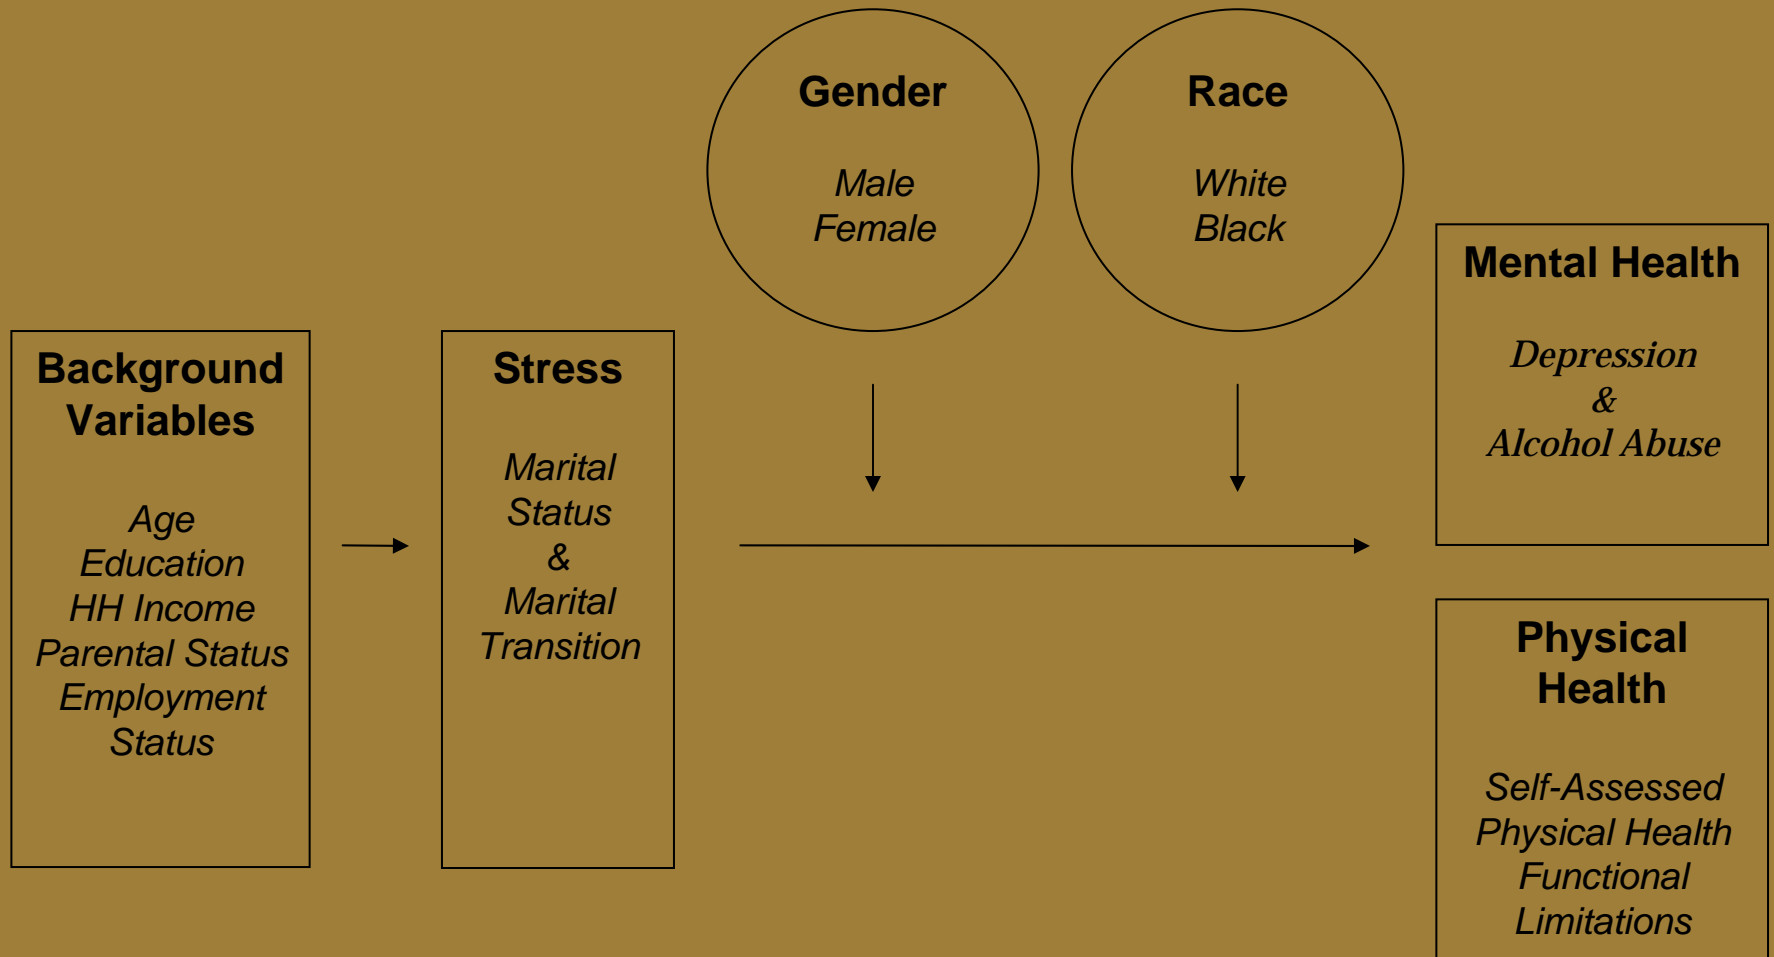 Gender
Male
Female
Race
White
Black
Background
Variables
Age
Education
HH Income
Parental Status
Employment
Status
Stress
Marital
Status
&
Marital
Transition
Mental Health
Depression
&
Alcohol Abuse
Physical
Health
Self-Assessed
Physical Health
Functional
Limitations